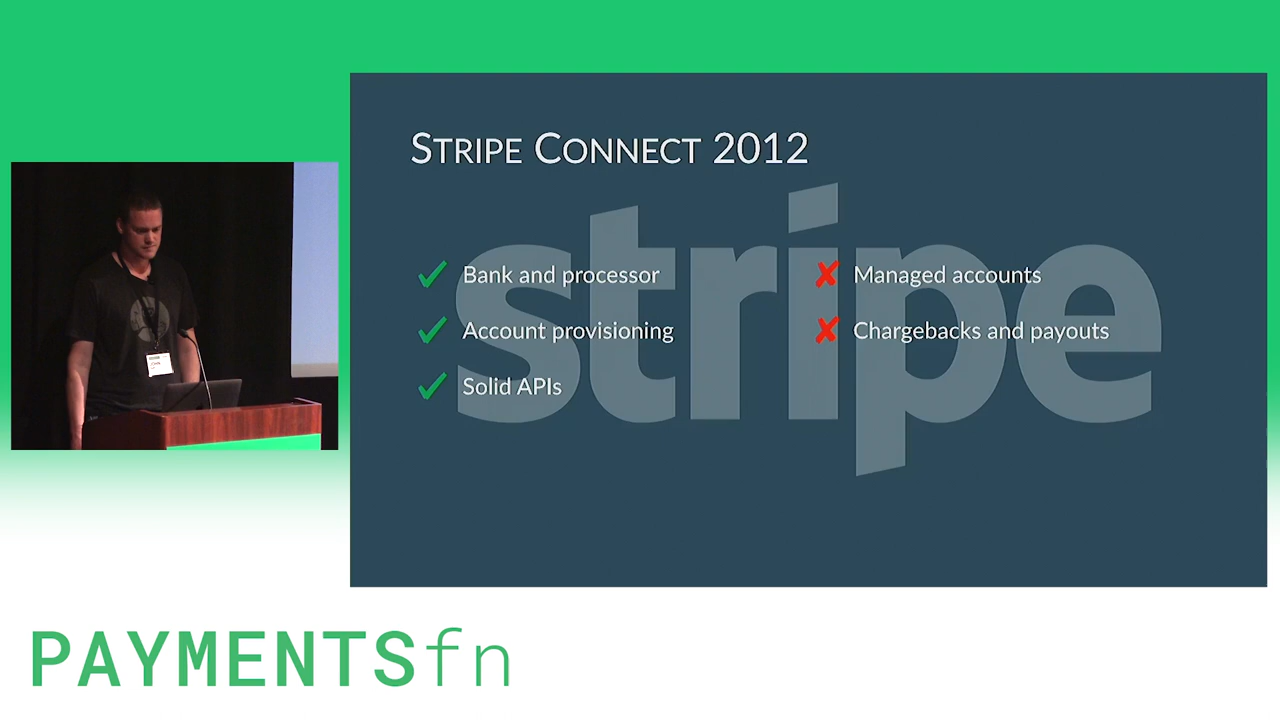 STRIPE CONNECT 2012
stripe
Bank and processor
Account provisioning
Solid APIs
Managed accounts
Chargebacks and payouts
PAYMENTSfn